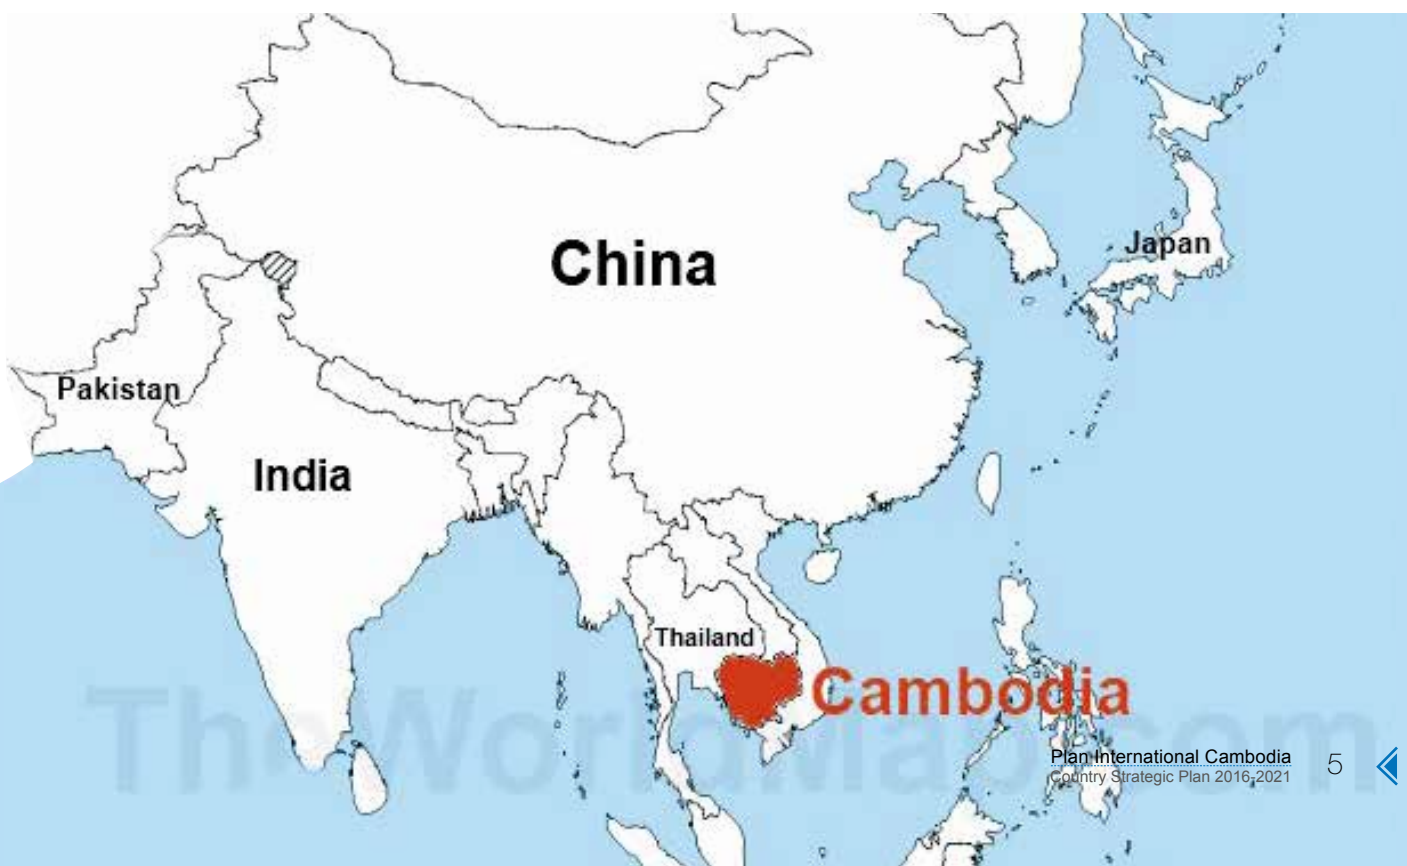 China
Japan
Pakistan
India
Thailand
Cambodia
TheWorldMap.com
Plan International Cambodia
Country Strategic Plan 2016-2021
5